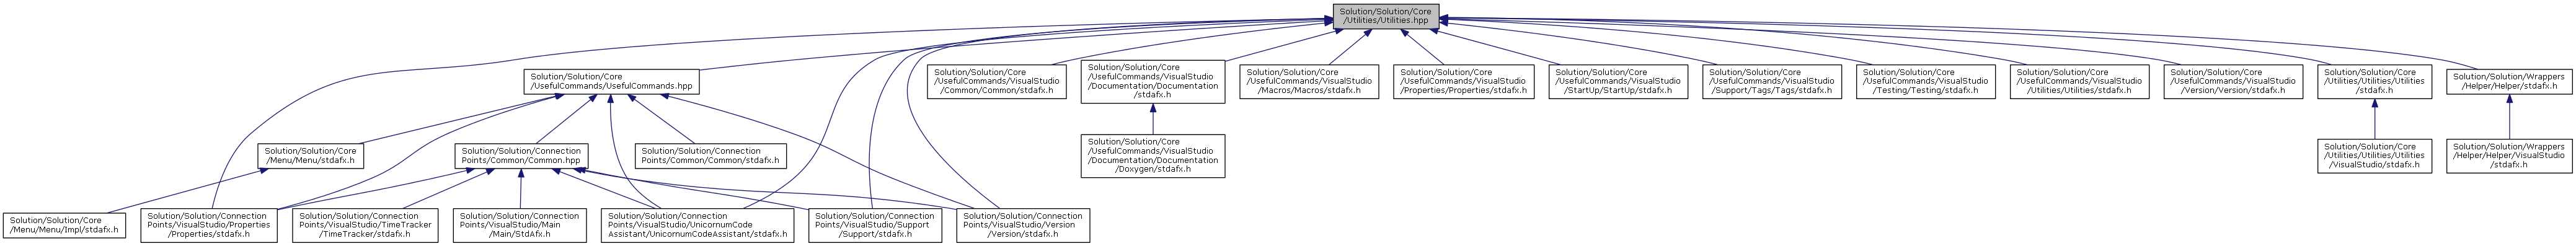 Solution/Solution/Core
/Utilities/Utilities.hpp
Solution/Solution/Core
/UsefulCommands/UsefulCommands.hpp
Solution/Solution/Core
/UsefulCommands/VisualStudio
/Common/Common/stdafx.h
Solution/Solution/Core
/UsefulCommands/VisualStudio
/Documentation/Documentation
/stdafx.h
Solution/Solution/Core
/UsefulCommands/VisualStudio
/Macros/Macros/stdafx.h
Solution/Solution/Core
/UsefulCommands/VisualStudio
/Properties/Properties/stdafx.h
Solution/Solution/Core
/UsefulCommands/VisualStudio
/StartUp/StartUp/stdafx.h
Solution/Solution/Core
/UsefulCommands/VisualStudio
/Support/Tags/Tags/stdafx.h
Solution/Solution/Core
/UsefulCommands/VisualStudio
/Testing/Testing/stdafx.h
Solution/Solution/Core
/UsefulCommands/VisualStudio
/Utilities/Utilities/stdafx.h
Solution/Solution/Core
/UsefulCommands/VisualStudio
/Version/Version/stdafx.h
Solution/Solution/Core
/Utilities/Utilities/Utilities
/stdafx.h
Solution/Solution/Wrappers
/Helper/Helper/stdafx.h
Solution/Solution/Core
/Menu/Menu/stdafx.h
Solution/Solution/Connection
Points/Common/Common.hpp
Solution/Solution/Connection
Points/Common/Common/stdafx.h
Solution/Solution/Core
/UsefulCommands/VisualStudio
/Documentation/Documentation
/Doxygen/stdafx.h
Solution/Solution/Core
/Utilities/Utilities/Utilities
/VisualStudio/stdafx.h
Solution/Solution/Wrappers
/Helper/Helper/VisualStudio
/stdafx.h
Solution/Solution/Core
/Menu/Menu/Impl/stdafx.h
Solution/Solution/Connection
Points/VisualStudio/Properties
/Properties/stdafx.h
Solution/Solution/Connection
Points/VisualStudio/TimeTracker
/TimeTracker/stdafx.h
Solution/Solution/Connection
Points/VisualStudio/Main
/Main/StdAfx.h
Solution/Solution/Connection
Points/VisualStudio/UnicornumCode
Assistant/UnicornumCodeAssistant/stdafx.h
Solution/Solution/Connection
Points/VisualStudio/Support
/Support/stdafx.h
Solution/Solution/Connection
Points/VisualStudio/Version
/Version/stdafx.h